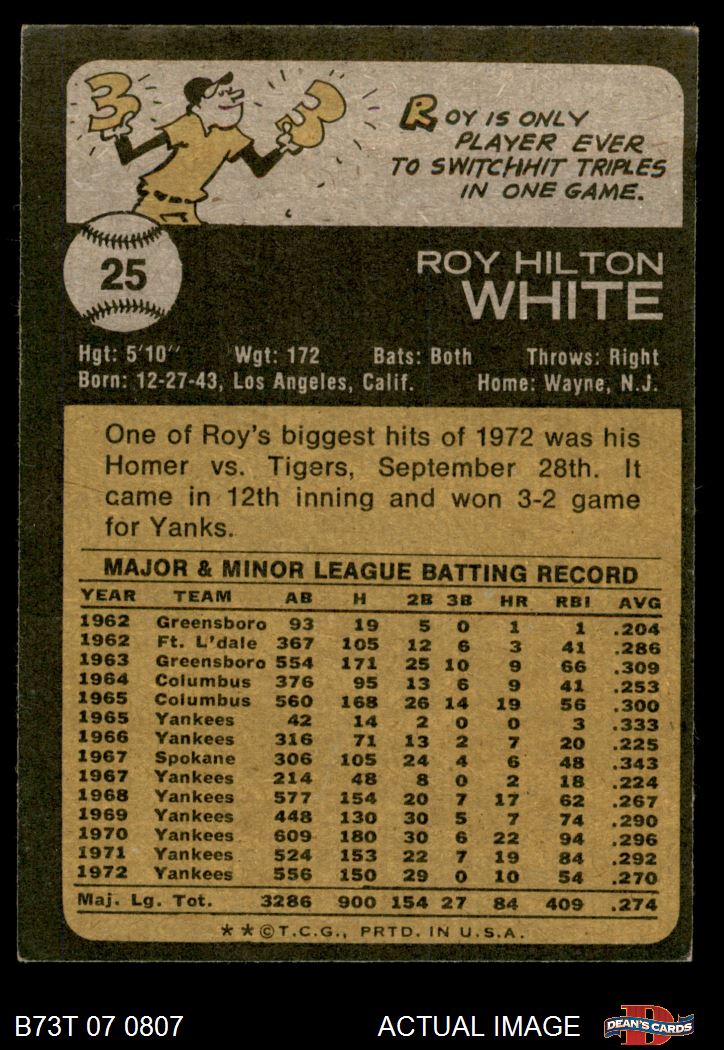 3 3
ROY IS ONLY
PLAYER EVER
TO SWITCHHIT TRIPLES
IN ONE GAME.
25
ROY HILTON
WHITE
Hgt: 5'10" Wgt: 172 Bats: Both Throws: Right
Born: 12-27-43, Los Angeles, Calif. Home: Wayne, N.J.
One of Roy's biggest hits of 1972 was his
Homer vs. Tigers, September 28th. It
came in 12th inning and won 3-2 game
for Yanks.
MAJOR & MINOR LEAGUE BATTING RECORD
YEAR TEAM AB H 2B 3B HR RBI AVG
1962 Greensboro 93 19 5 0 1 1 .204
1962 Ft. L'dale 367 105 12 6 3 41 .286
1963 Greensboro 554 171 25 10 9 66 .309
1964 Columbus 376 95 13 6 9 41 .253
1965 Columbus 560 168 26 14 19 56 .300
1965 Yankees 42 14 2 0 0 3 .333
1966 Yankees 316 71 13 2 7 20 .225
1967 Spokane 306 105 24 4 6 48 .343
1967 Yankees 214 48 8 0 2 18 .224
1968 Yankees 577 154 20 7 17 62 .267
1969 Yankees 448 130 30 5 7 74 .290
1970 Yankees 609 180 30 6 22 94 .296
1971 Yankees 524 153 22 7 19 84 .292
1972 Yankees 556 150 29 0 10 54 .270
Maj. Lg. Tot. 3286 900 154 27 84 409 .274
★★©T.C.G., PRTD. IN U.S.A.
B73T 07 0807 ACTUAL IMAGE D DEAN'S CARDS